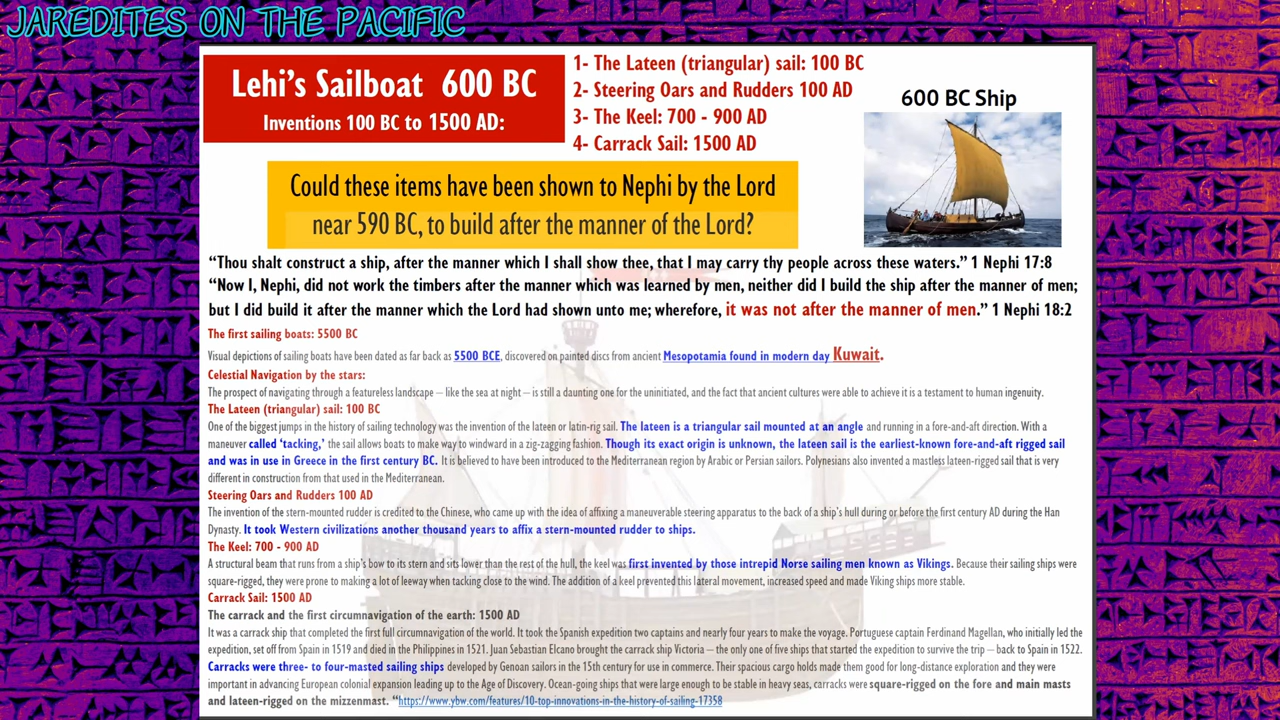 JAREDITES ON THE PACIFIC
Lehi's Sailboat 600 BC
Inventions 100 BC to 1500 AD:
1- The Lateen (triangular) sail: 100 BC
2- Steering Oars and Rudders 100 AD
3- The Keel: 700 - 900 AD
4- Carrack Sail: 1500 AD
600 BC Ship
Could these items have been shown to Nephi by the Lord
near 590 BC, to build after the manner of the Lord?
“Thou shalt construct a ship, after the manner which I shall show thee, that I may carry thy people across these waters.” 1 Nephi 17:8
“Now I, Nephi, did not work the timbers after the manner which was learned by men, neither did I build the ship after the manner of men;
but I did build it after the manner which the Lord had shown unto me; wherefore, it was not after the manner of men.” 1 Nephi 18:2
The first sailing boats: 5500 BC
Visual depictions of sailing boats have been dated as far back as 5500 BCE, discovered on painted discs from ancient Mesopotamia found in modern day Kuwait.
Celestial Navigation by the stars:
The prospect of navigating through a featureless landscape – like the sea at night – is still a daunting one for the uninitiated, and the fact that ancient cultures were able to achieve it is a testament to human ingenuity.
The Lateen (triangular) sail: 100 BC
One of the biggest jumps in the history of sailing technology was the invention of the lateen or latin-rig sail. The lateen is a triangular sail mounted at an angle and running in a fore-and-aft direction. With a
maneuver called ‘tacking,’ the sail allows boats to make way to windward in a zig-zagging fashion. Though its exact origin is unknown, the lateen sail is the earliest-known fore-and-aft rigged sail
and was in use in Greece in the first century BC. It is believed to have been introduced to the Mediterranean region by Arabic or Persian sailors. Polynesians also invented a mastless lateen-rigged sail that is very
different in construction from that used in the Mediterranean.
Steering Oars and Rudders 100 AD
The invention of the stern-mounted rudder is credited to the Chinese, who came up with the idea of affixing a maneuverable steering apparatus to the back of a ship's hull during or before the first century AD during the Han
Dynasty. It took Western civilizations another thousand years to affix a stern-mounted rudder to ships.
The Keel: 700 - 900 AD
A structural beam that runs from a ship's bow to its stern and sits lower than the rest of the hull, the keel was first invented by those intrepid Norse sailing men known as Vikings. Because their sailing ships were
square-rigged, they were prone to making a lot of leeway when tacking close to the wind. The addition of a keel prevented this lateral movement, increased speed and made Viking ships more stable.
Carrack Sail: 1500 AD
The carrack and the first circumnavigation of the earth: 1500 AD
It was a carrack ship that completed the first full circumnavigation of the world. It took the Spanish expedition two captains and nearly four years to make the voyage. Portuguese captain Ferdinand Magellan, who initially led the
expedition, set off from Spain in 1519 and died in the Philippines in 1521. Juan Sebastian Elcano brought the carrack ship Victoria – the only one of five ships that started the expedition to survive the trip – back to Spain in 1522.
Carracks were three- to four-masted sailing ships developed by Genoan sailors in the 15th century for use in commerce. Their spacious cargo holds made them good for long-distance exploration and they were
important in advancing European colonial expansion leading up to the Age of Discovery. Ocean-going ships that were large enough to be stable in heavy seas, carracks were square-rigged on the fore and main masts
and lateen-rigged on the mizzenmast. “https://www.ybw.com/features/10-top-innovations-in-the-history-of-sailing-17358